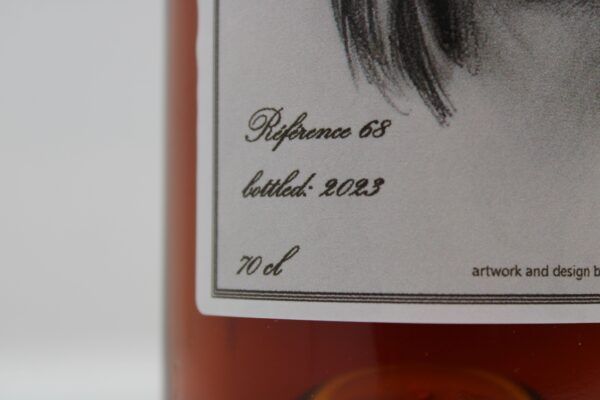 Référence 68
bottled: 2023
70 cl
artwork and design b